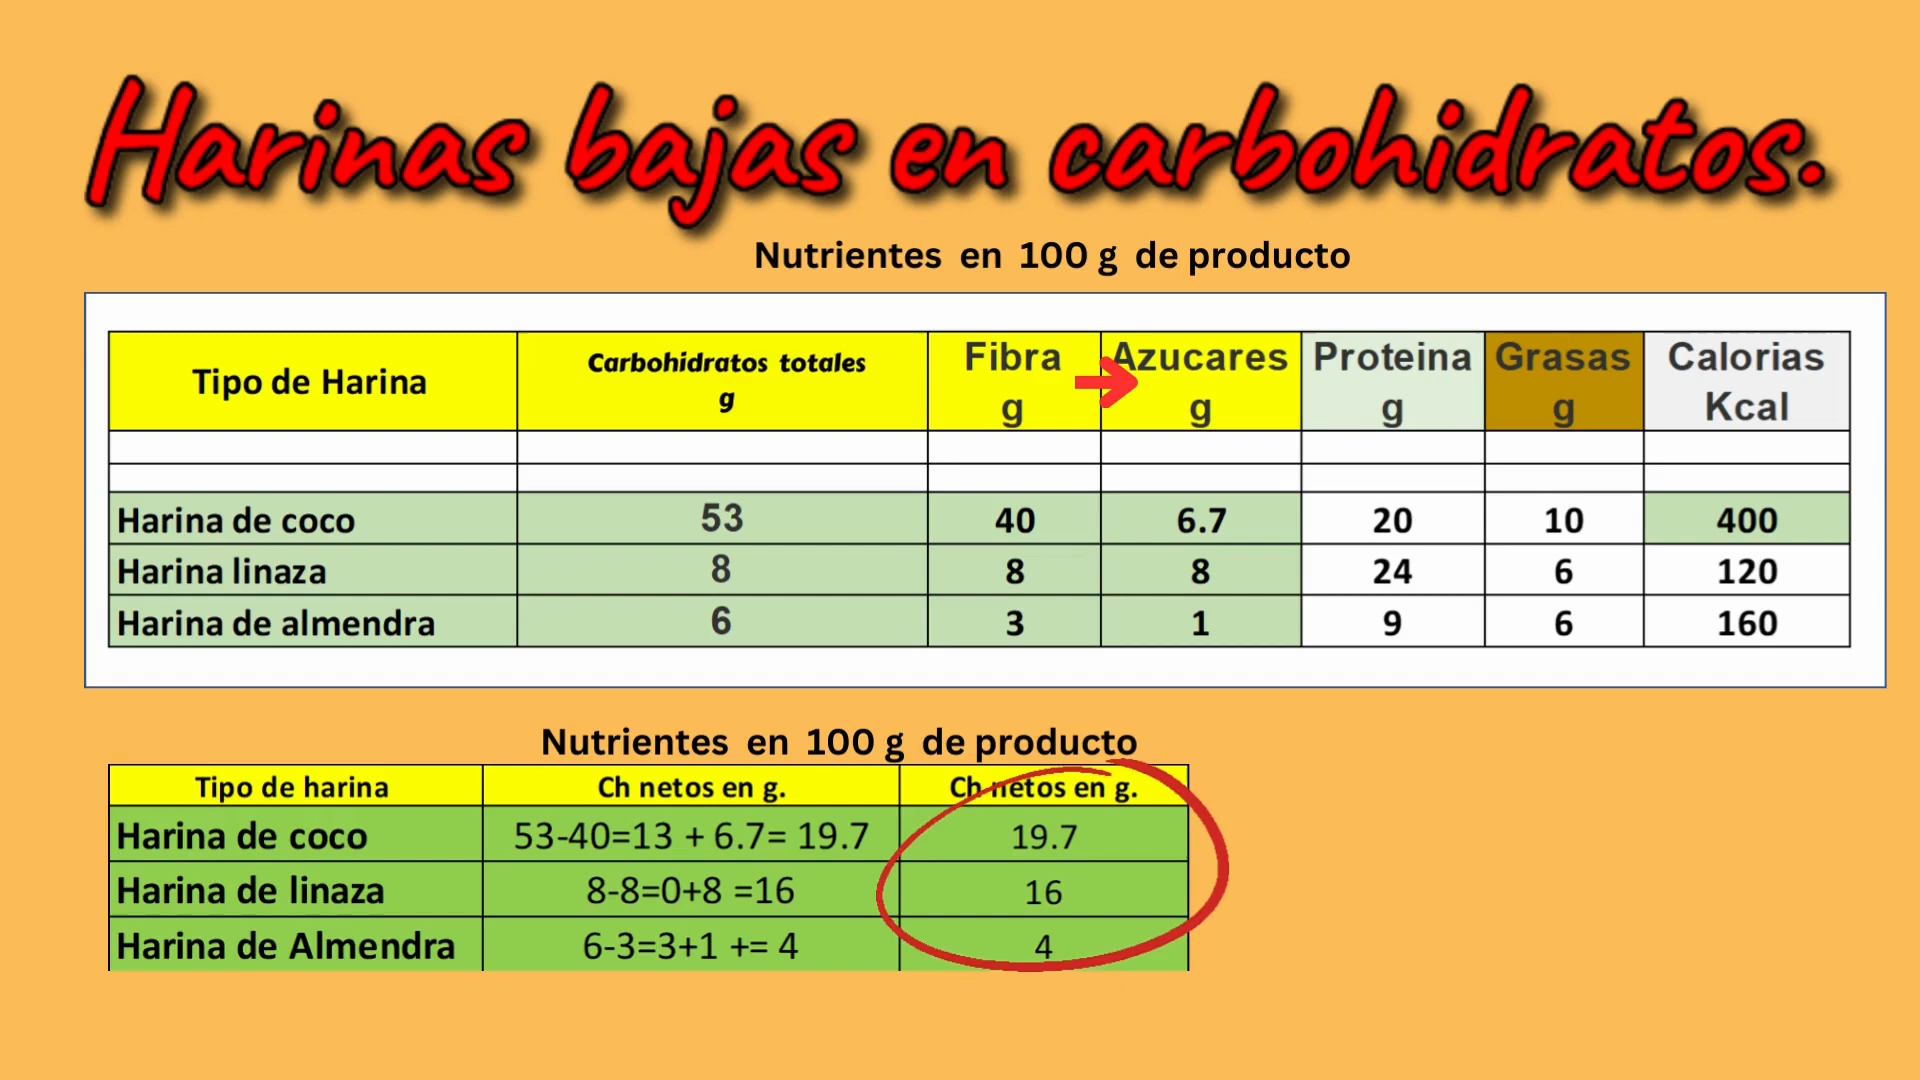 Harinas bajas en carbohidratos.
Nutrientes en 100 g de producto
Tipo de Harina Carbohidratos totales g Fibra g Azucares g Proteina g Grasas g Calorias Kcal
Harina de coco 53 40 6.7 20 10 400
Harina linaza 8 8 8 24 6 120
Harina de almendra 6 3 1 9 6 160
Nutrientes en 100 g de producto
Tipo de harina Ch netos en g. Ch netos en g.
Harina de coco 53-40=13 + 6.7= 19.7 19.7
Harina de linaza 8-8=0+8 =16 16
Harina de Almendra 6-3=3+1 += 4 4